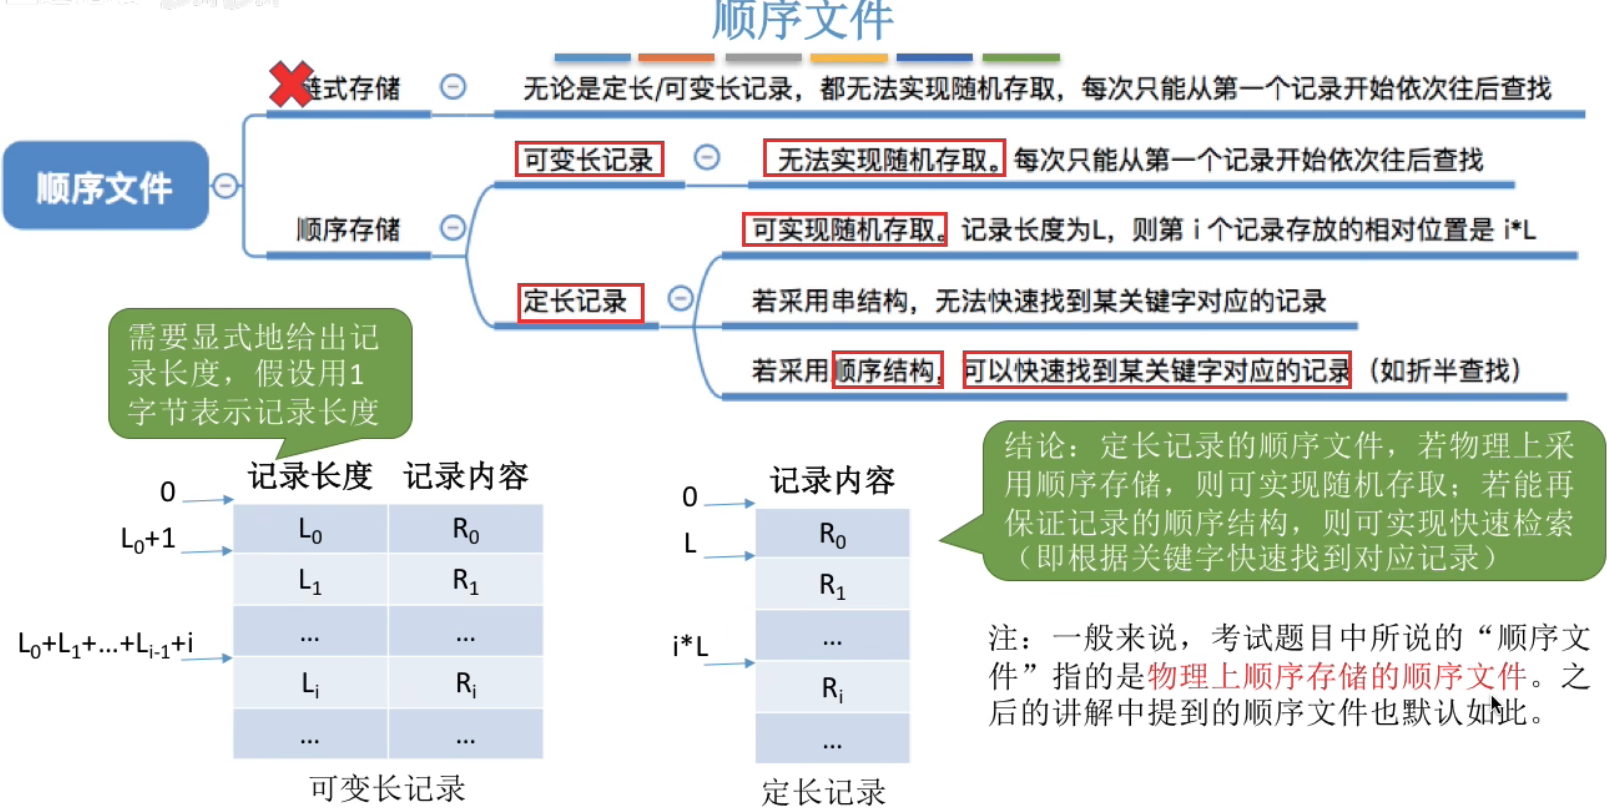 顺序文件
链式存储
无论是定长/可变长记录，都无法实现随机存取，每次只能从第一个记录开始依次往后查找
可变长记录
无法实现随机存取。每次只能从第一个记录开始依次往后查找
顺序文件
顺序存储
可实现随机存取。记录长度为L，则第 i 个记录存放的相对位置是 i*L
定长记录
若采用串结构，无法快速找到某关键字对应的记录
若采用顺序结构，可以快速找到某关键字对应的记录（如折半查找）
需要显式地给出记
录长度，假设用1
字节表示记录长度
记录长度 记录内容
0
L₀ R₀
L₀+1
L₁ R₁
... ...
L₀+L₁+...+Lᵢ₋₁+i
Lᵢ Rᵢ
... ...
可变长记录
记录内容
0
R₀
L
R₁
...
i*L
Rᵢ
...
定长记录
结论：定长记录的顺序文件，若物理上采
用顺序存储，则可实现随机存取；若能再
保证记录的顺序结构，则可实现快速检索
（即根据关键字快速找到对应记录）
注：一般来说，考试题目中所说的“顺序文
件”指的是物理上顺序存储的顺序文件。之
后的讲解中提到的顺序文件也默认如此。